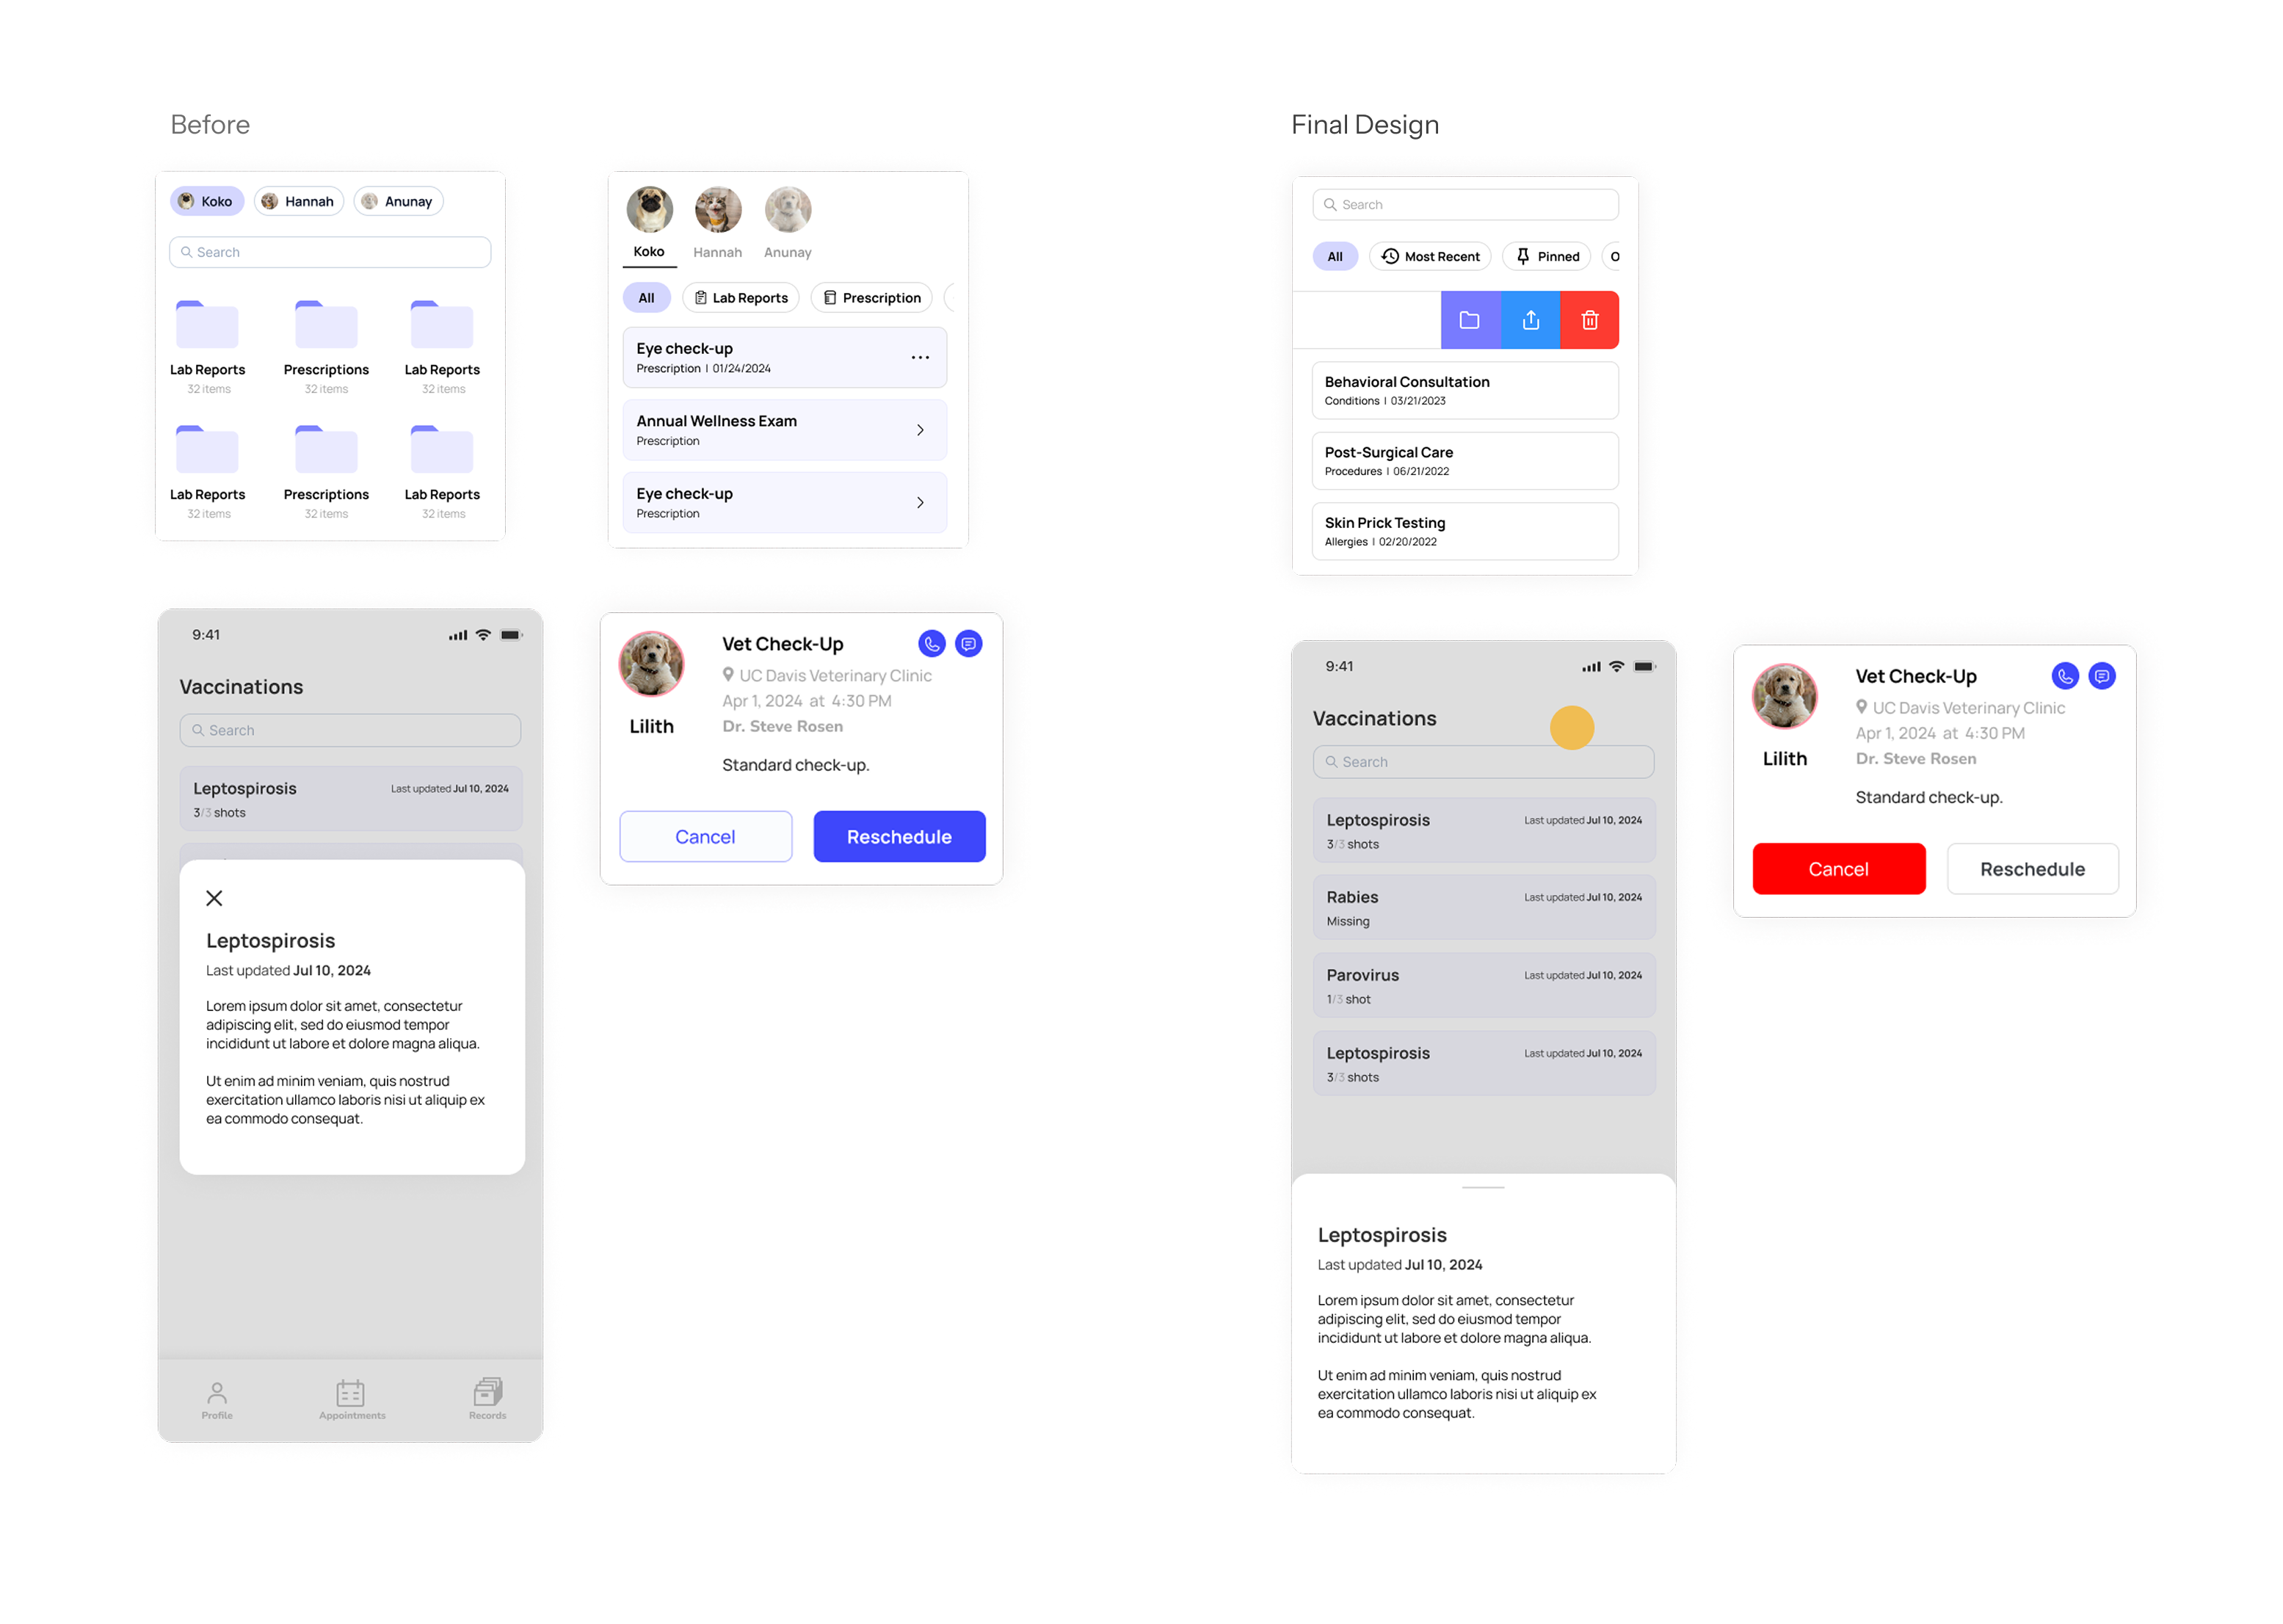 Before
Koko Hannah Anunay
Search
Lab Reports Prescriptions Lab Reports
32 items 32 items 32 items
Lab Reports Prescriptions Lab Reports
32 items 32 items 32 items
Koko Hannah Anunay
All Lab Reports Prescription
Eye check-up
Prescription | 01/24/2024
Annual Wellness Exam
Prescription
Eye check-up
Prescription
9:41
Vaccinations
Search
Leptospirosis Last updated Jul 10, 2024
3/3 shots
Leptospirosis
Last updated Jul 10, 2024
Lorem ipsum dolor sit amet, consectetur
adipiscing elit, sed do eiusmod tempor
incididunt ut labore et dolore magna aliqua.
Ut enim ad minim veniam, quis nostrud
exercitation ullamco laboris nisi ut aliquip ex
ea commodo consequat.
Profile Appointments Records
Vet Check-Up
UC Davis Veterinary Clinic
Apr 1, 2024 at 4:30 PM
Dr. Steve Rosen
Lilith
Standard check-up.
Cancel Reschedule
Final Design
Search
All Most Recent Pinned O
Behavioral Consultation
Conditions | 03/21/2023
Post-Surgical Care
Procedures | 06/21/2022
Skin Prick Testing
Allergies | 02/20/2022
9:41
Vaccinations
Search
Leptospirosis Last updated Jul 10, 2024
3/3 shots
Rabies Last updated Jul 10, 2024
Missing
Parovirus Last updated Jul 10, 2024
1/3 shot
Leptospirosis Last updated Jul 10, 2024
3/3 shots
Leptospirosis
Last updated Jul 10, 2024
Lorem ipsum dolor sit amet, consectetur
adipiscing elit, sed do eiusmod tempor
incididunt ut labore et dolore magna aliqua.
Ut enim ad minim veniam, quis nostrud
exercitation ullamco laboris nisi ut aliquip ex
ea commodo consequat.
Vet Check-Up
UC Davis Veterinary Clinic
Apr 1, 2024 at 4:30 PM
Dr. Steve Rosen
Lilith
Standard check-up.
Cancel Reschedule